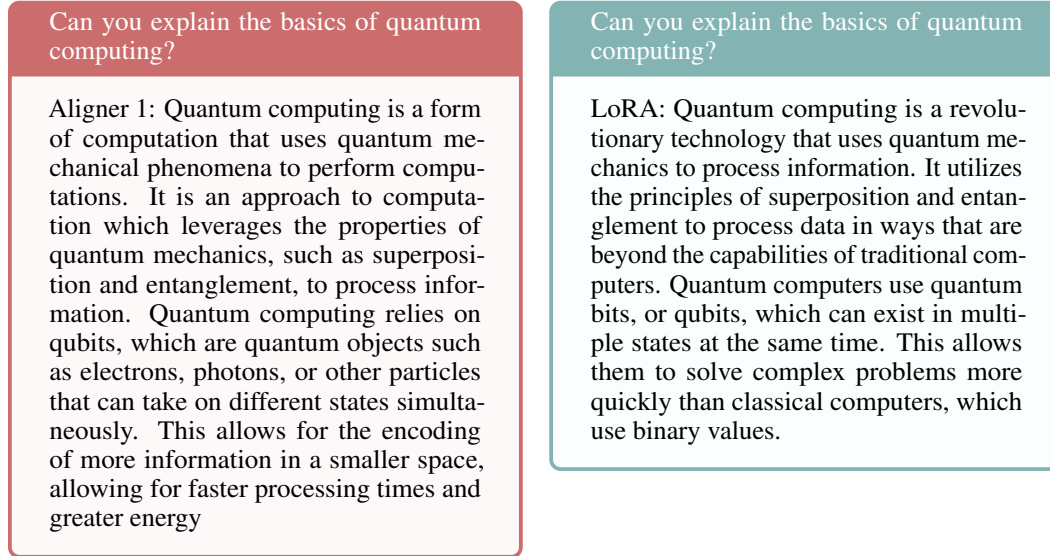 Can you explain the basics of quantum
computing?
Aligner 1: Quantum computing is a form
of computation that uses quantum me-
chanical phenomena to perform compu-
tations. It is an approach to computa-
tion which leverages the properties of
quantum mechanics, such as superposi-
tion and entanglement, to process infor-
mation. Quantum computing relies on
qubits, which are quantum objects such
as electrons, photons, or other particles
that can take on different states simulta-
neously. This allows for the encoding
of more information in a smaller space,
allowing for faster processing times and
greater energy
Can you explain the basics of quantum
computing?
LoRA: Quantum computing is a revolu-
tionary technology that uses quantum me-
chanics to process information. It utilizes
the principles of superposition and entan-
glement to process data in ways that are
beyond the capabilities of traditional com-
puters. Quantum computers use quantum
bits, or qubits, which can exist in multi-
ple states at the same time. This allows
them to solve complex problems more
quickly than classical computers, which
use binary values.